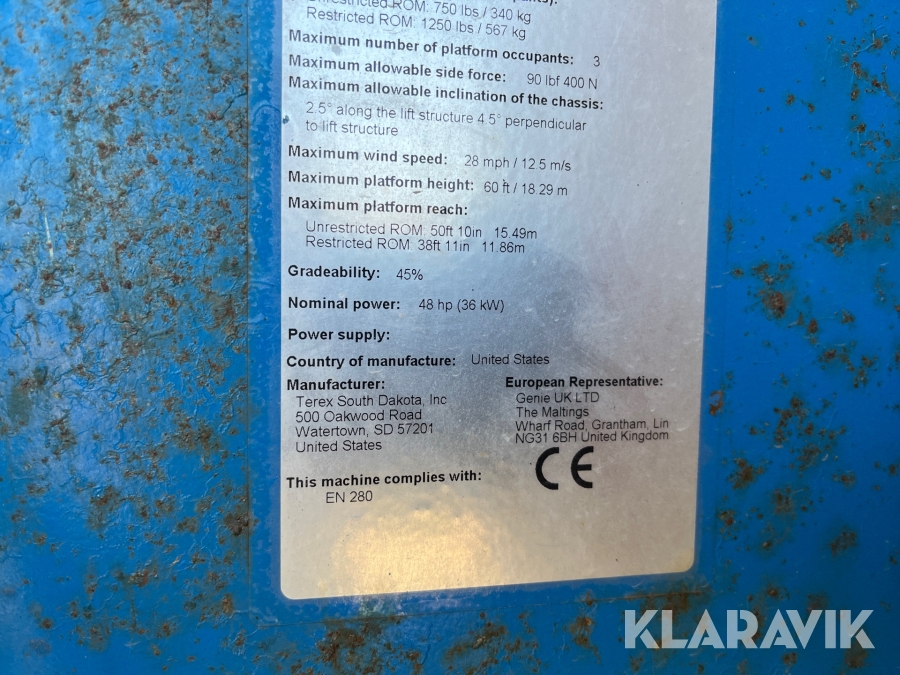 Unrestricted ROM: 750 lbs / 340 kg
Restricted ROM: 1250 lbs / 567 kg
Maximum number of platform occupants: 3
Maximum allowable side force: 90 lbf 400 N
Maximum allowable inclination of the chassis:
2.5° along the lift structure 4.5° perpendicular
to lift structure
Maximum wind speed: 28 mph / 12.5 m/s
Maximum platform height: 60 ft / 18.29 m
Maximum platform reach:
Unrestricted ROM: 50ft 10in 15.49m
Restricted ROM: 38ft 11in 11.86m
Gradeability: 45%
Nominal power: 48 hp (36 kW)
Power supply:
Country of manufacture: United States
Manufacturer:
Terex South Dakota, Inc
500 Oakwood Road
Watertown, SD 57201
United States
European Representative:
Genie UK LTD
The Maltings
Wharf Road, Grantham, Lin
NG31 6BH United Kingdom
This machine complies with:
EN 280
CE
KLARAVIK